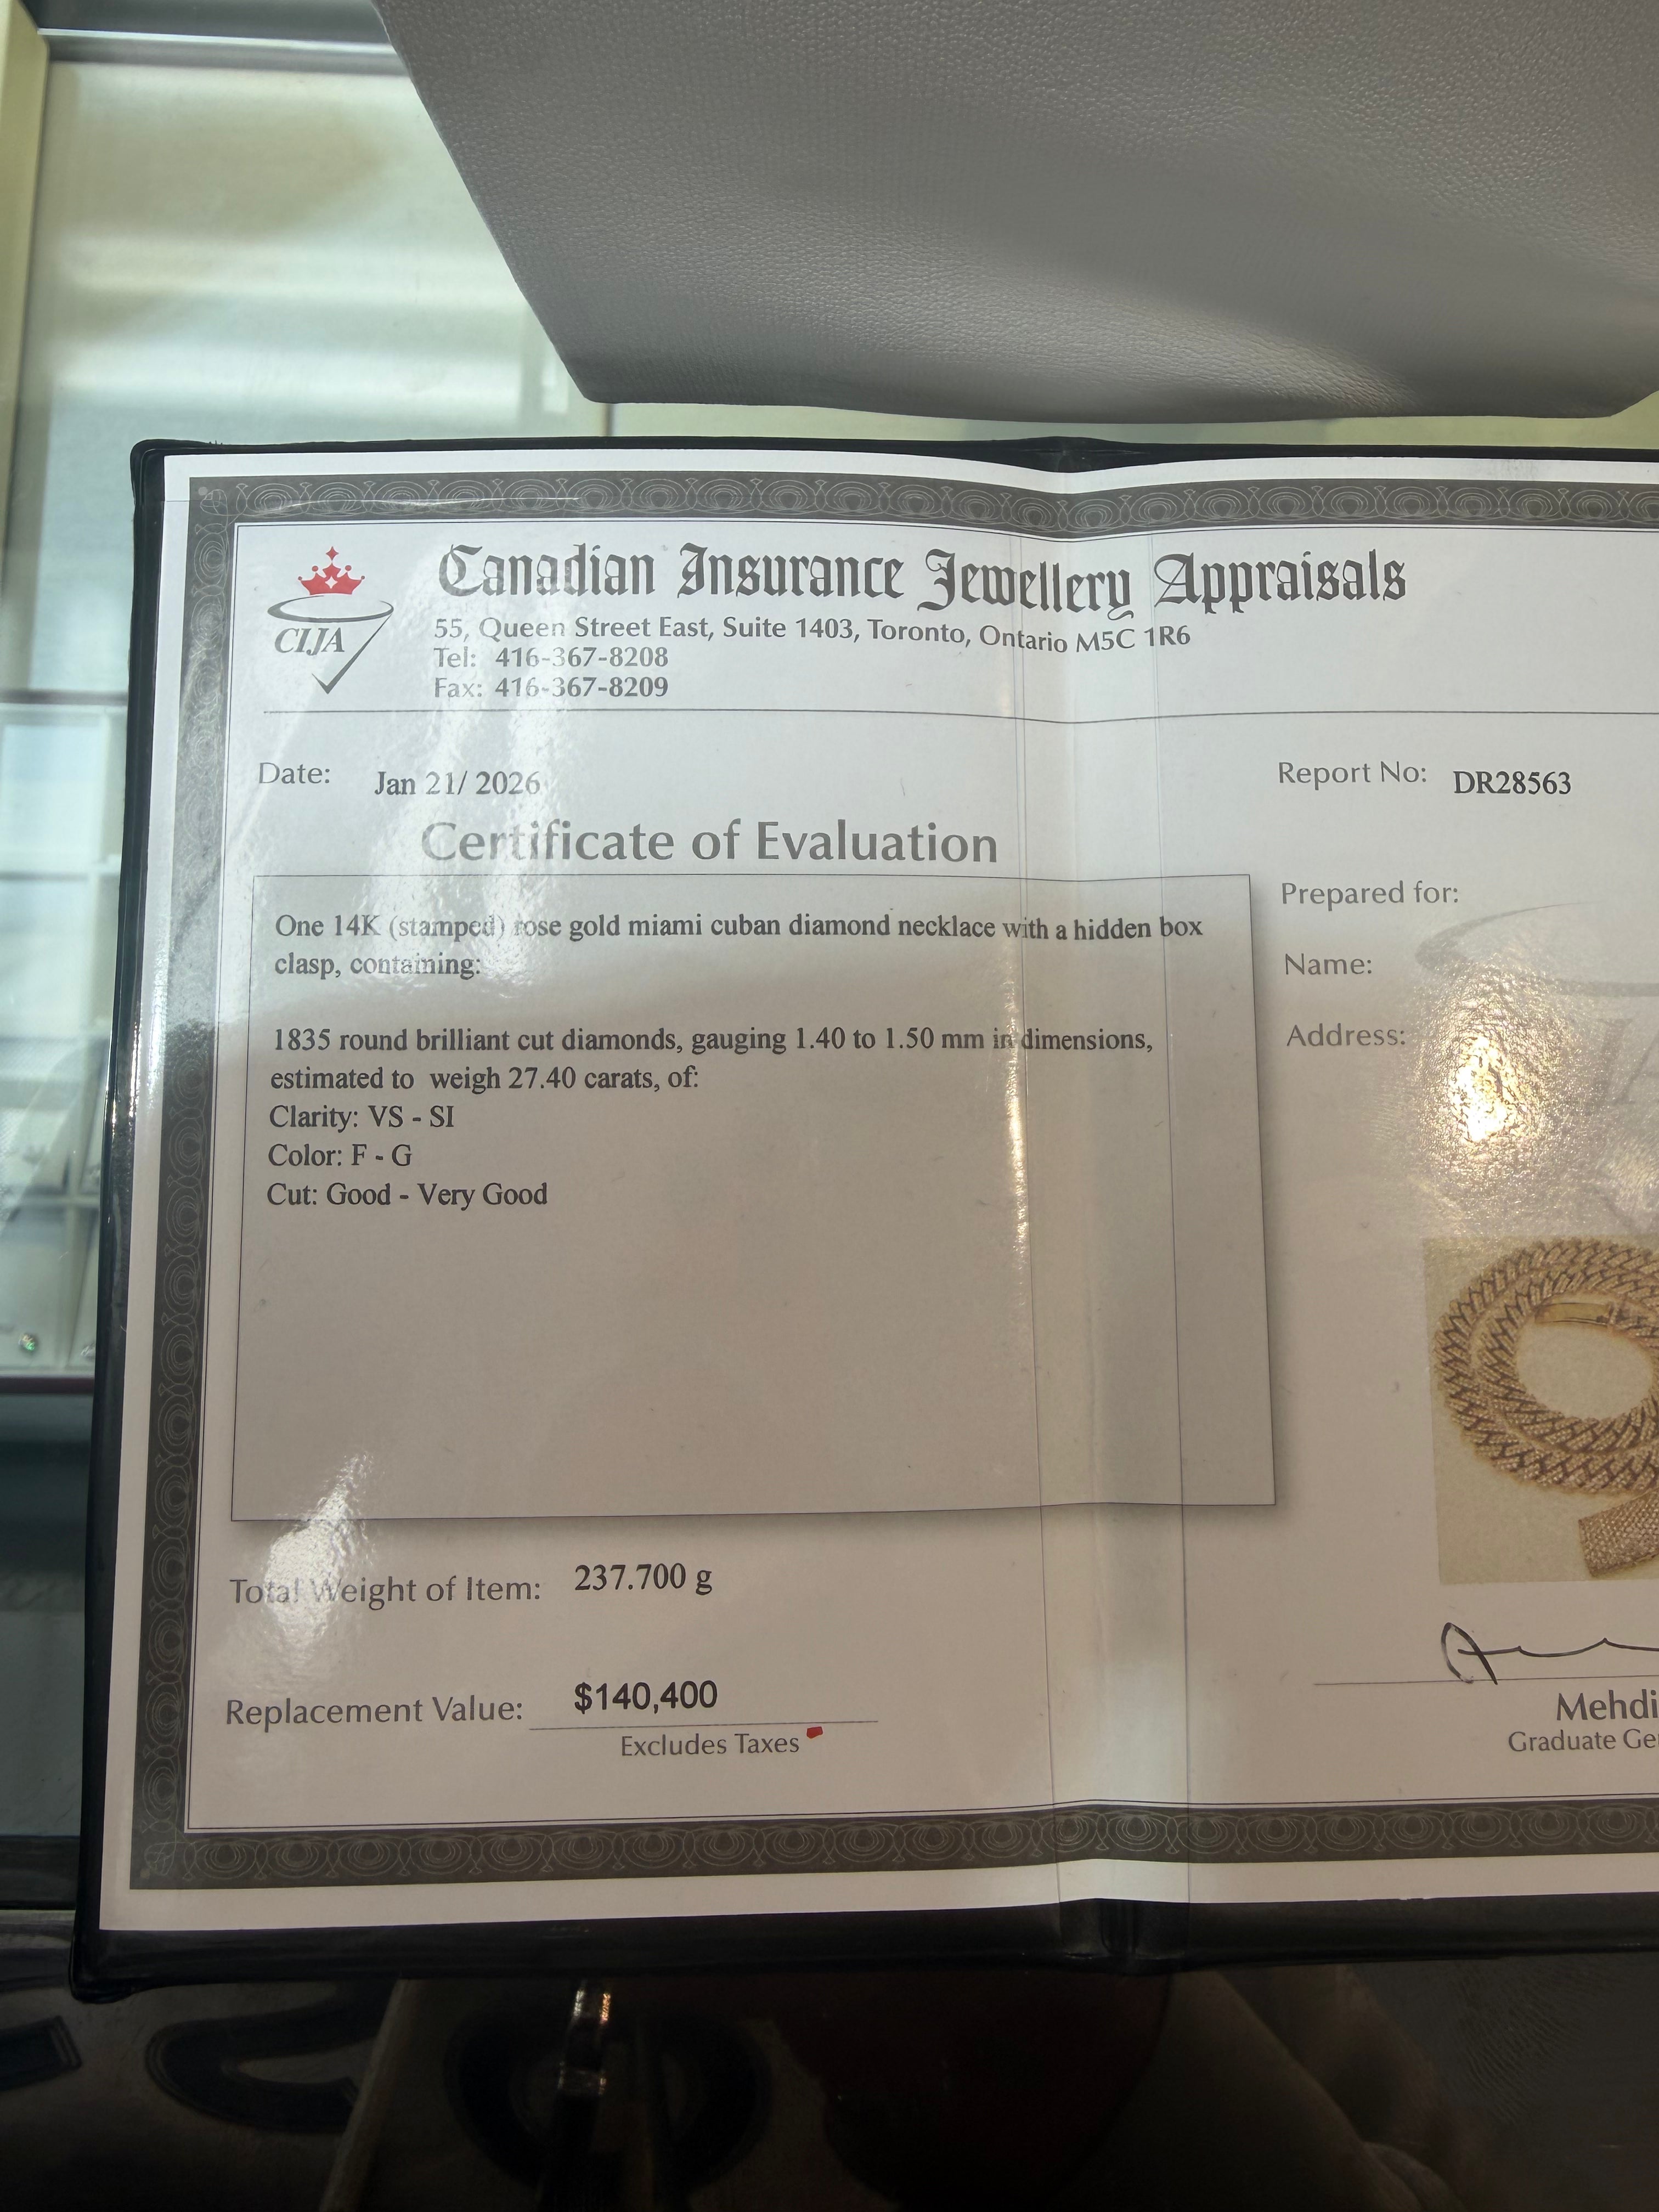 CIJA
Canadian Insurance Jewellery Appraisals
55, Queen Street East, Suite 1403, Toronto, Ontario M5C 1R6
Tel: 416-367-8208
Fax: 416-367-8209
Date: Jan 21/ 2026
Report No: DR28563
Certificate of Evaluation
One 14K (stamped) rose gold miami cuban diamond necklace with a hidden box
clasp, containing:
1835 round brilliant cut diamonds, gauging 1.40 to 1.50 mm in dimensions,
estimated to weigh 27.40 carats, of:
Clarity: VS - SI
Color: F - G
Cut: Good - Very Good
Prepared for:
Name:
Address:
Total Weight of Item: 237.700 g
Replacement Value: $140,400
Excludes Taxes
Mehdi
Graduate